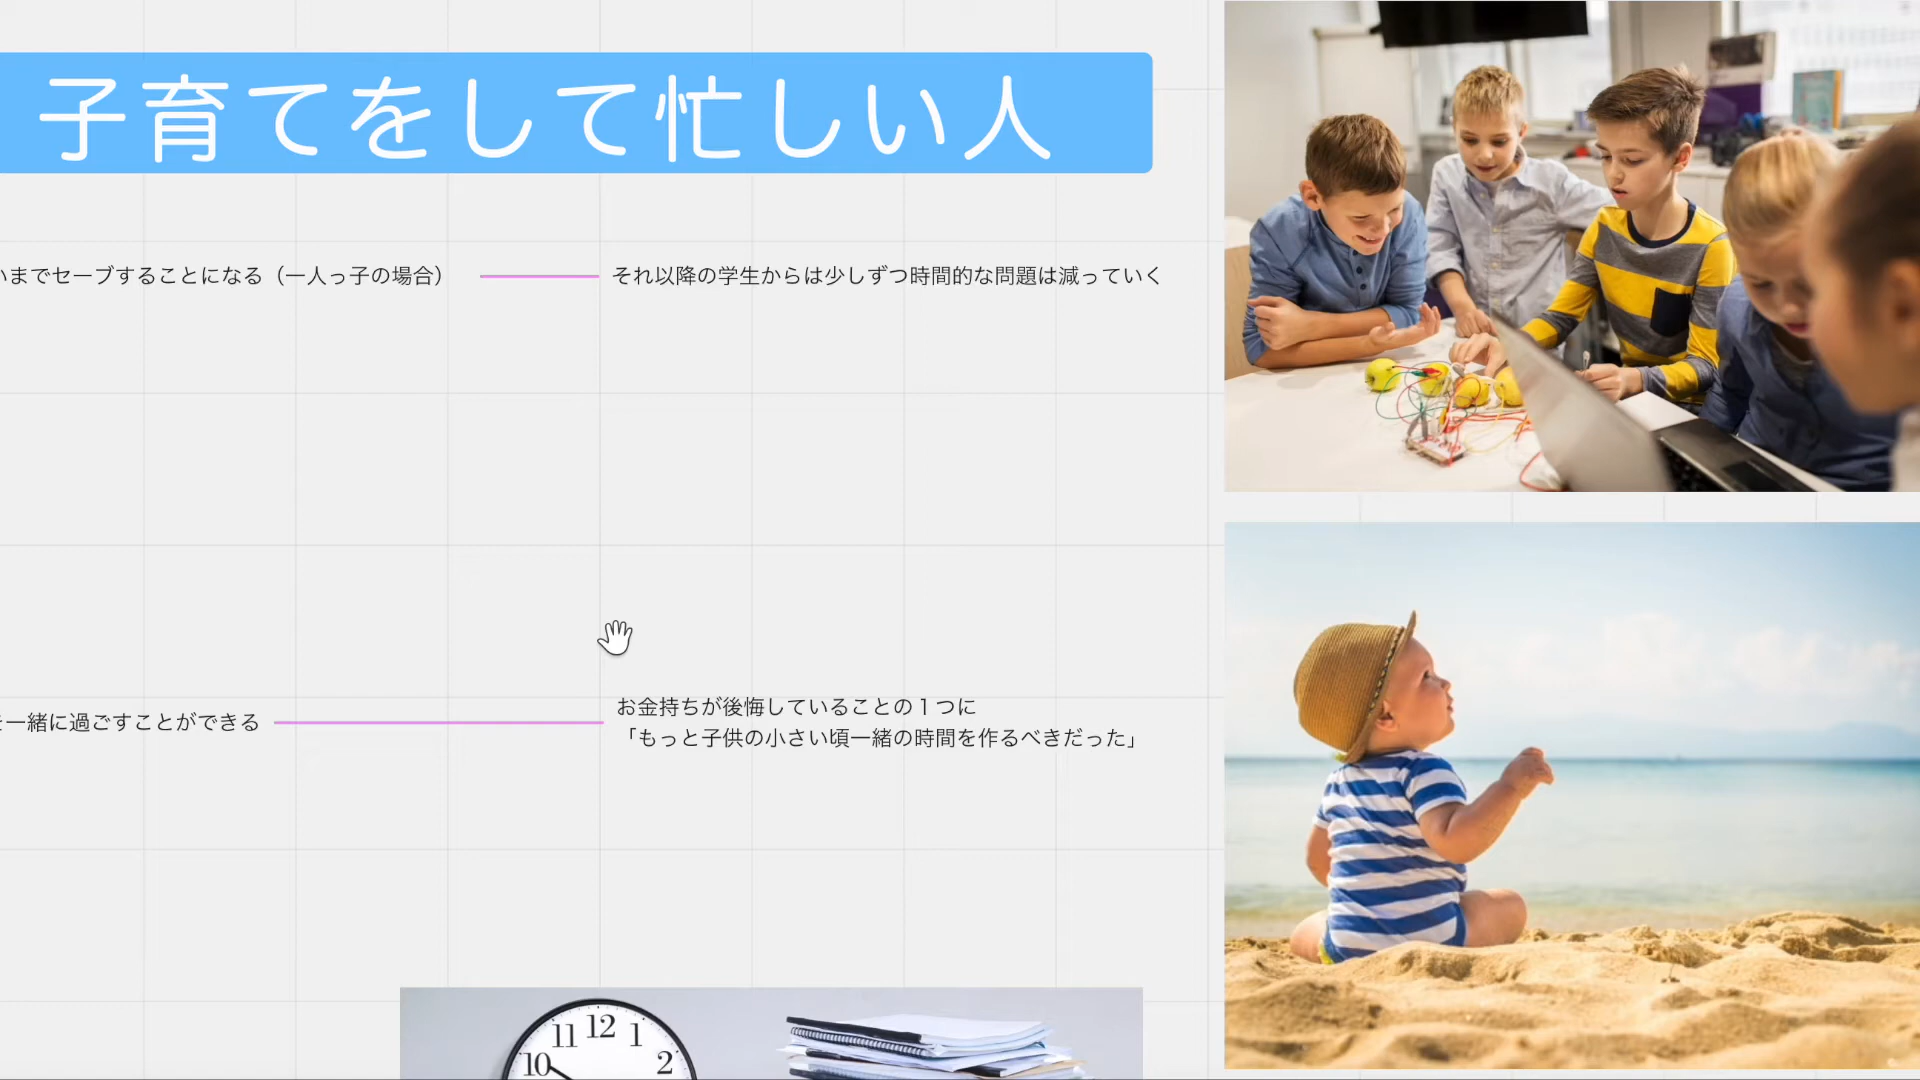 子育てをして忙しい人
いまでセーブすることになる（一人っ子の場合）
それ以降の学生からは少しずつ時間的な問題は減っていく
を一緒に過ごすことができる
お金持ちが後悔していることの１つに
「もっと子供の小さい頃一緒の時間を作るべきだった」
11 12 1
10 2